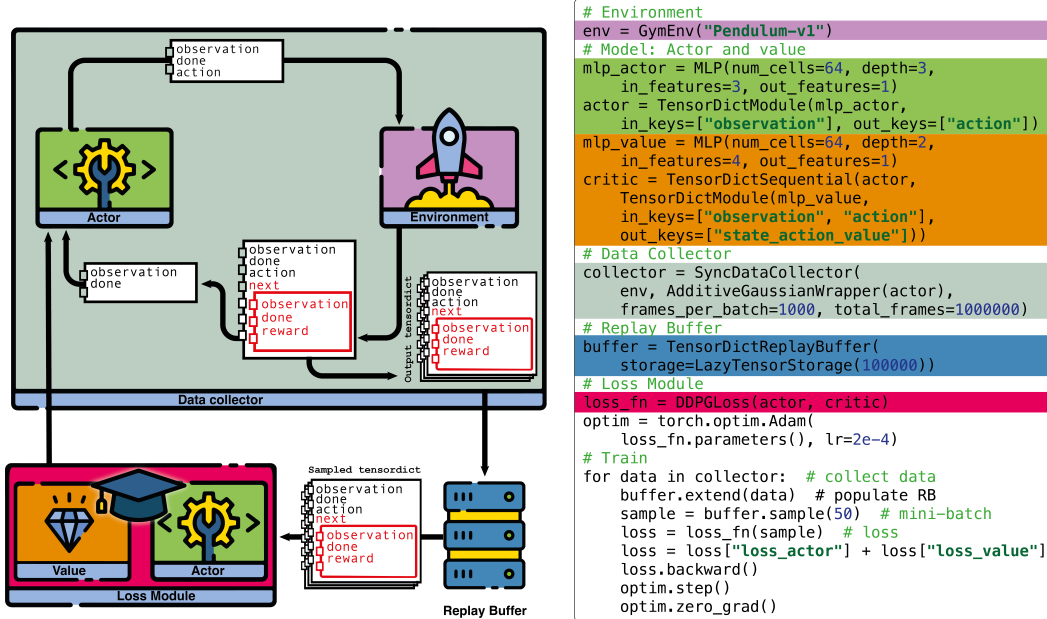 observation
done
action
< >
Actor
Environment
observation
done
observation
done
action
next
observation
done
reward
Output tensordict
observation
done
action
next
observation
done
reward
Data collector
Sampled tensordict
observation
done
action
next
observation
done
reward
Value
< >
Actor
Loss Module
Replay Buffer
# Environment
env = GymEnv("Pendulum-v1")
# Model: Actor and value
mlp_actor = MLP(num_cells=64, depth=3,
in_features=3, out_features=1)
actor = TensorDictModule(mlp_actor,
in_keys=["observation"], out_keys=["action"])
mlp_value = MLP(num_cells=64, depth=2,
in_features=4, out_features=1)
critic = TensorDictSequential(actor,
TensorDictModule(mlp_value,
in_keys=["observation", "action"],
out_keys=["state_action_value"]))
# Data Collector
collector = SyncDataCollector(
env, AdditiveGaussianWrapper(actor),
frames_per_batch=1000, total_frames=1000000)
# Replay Buffer
buffer = TensorDictReplayBuffer(
storage=LazyTensorStorage(100000))
# Loss Module
loss_fn = DDPGLoss(actor, critic)
optim = torch.optim.Adam(
loss_fn.parameters(), lr=2e-4)
# Train
for data in collector:  # collect data
buffer.extend(data)  # populate RB
sample = buffer.sample(50)  # mini-batch
loss = loss_fn(sample)  # loss
loss = loss["loss_actor"] + loss["loss_value"]
loss.backward()
optim.step()
optim.zero_grad()